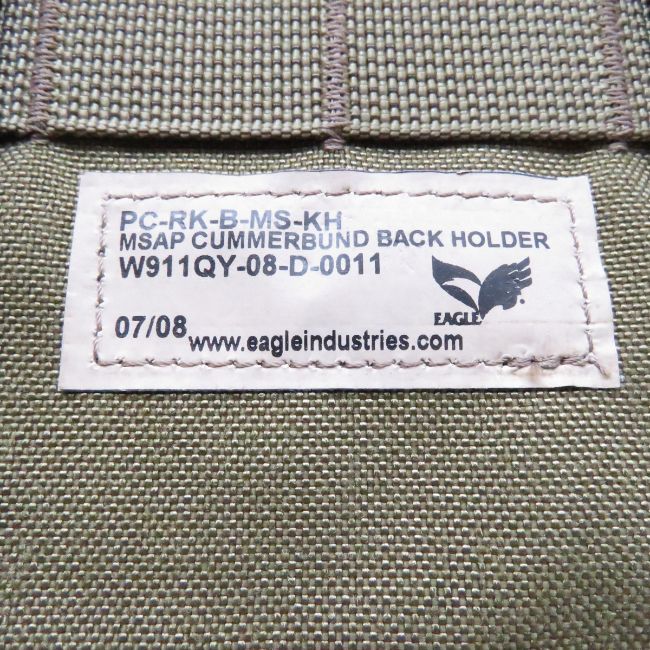 PC-RK-B-MS-KH
MSAP CUMMERBUND BACK HOLDER
W911QY-08-D-0011
EAGLE
07/08 www.eagleindustries.com